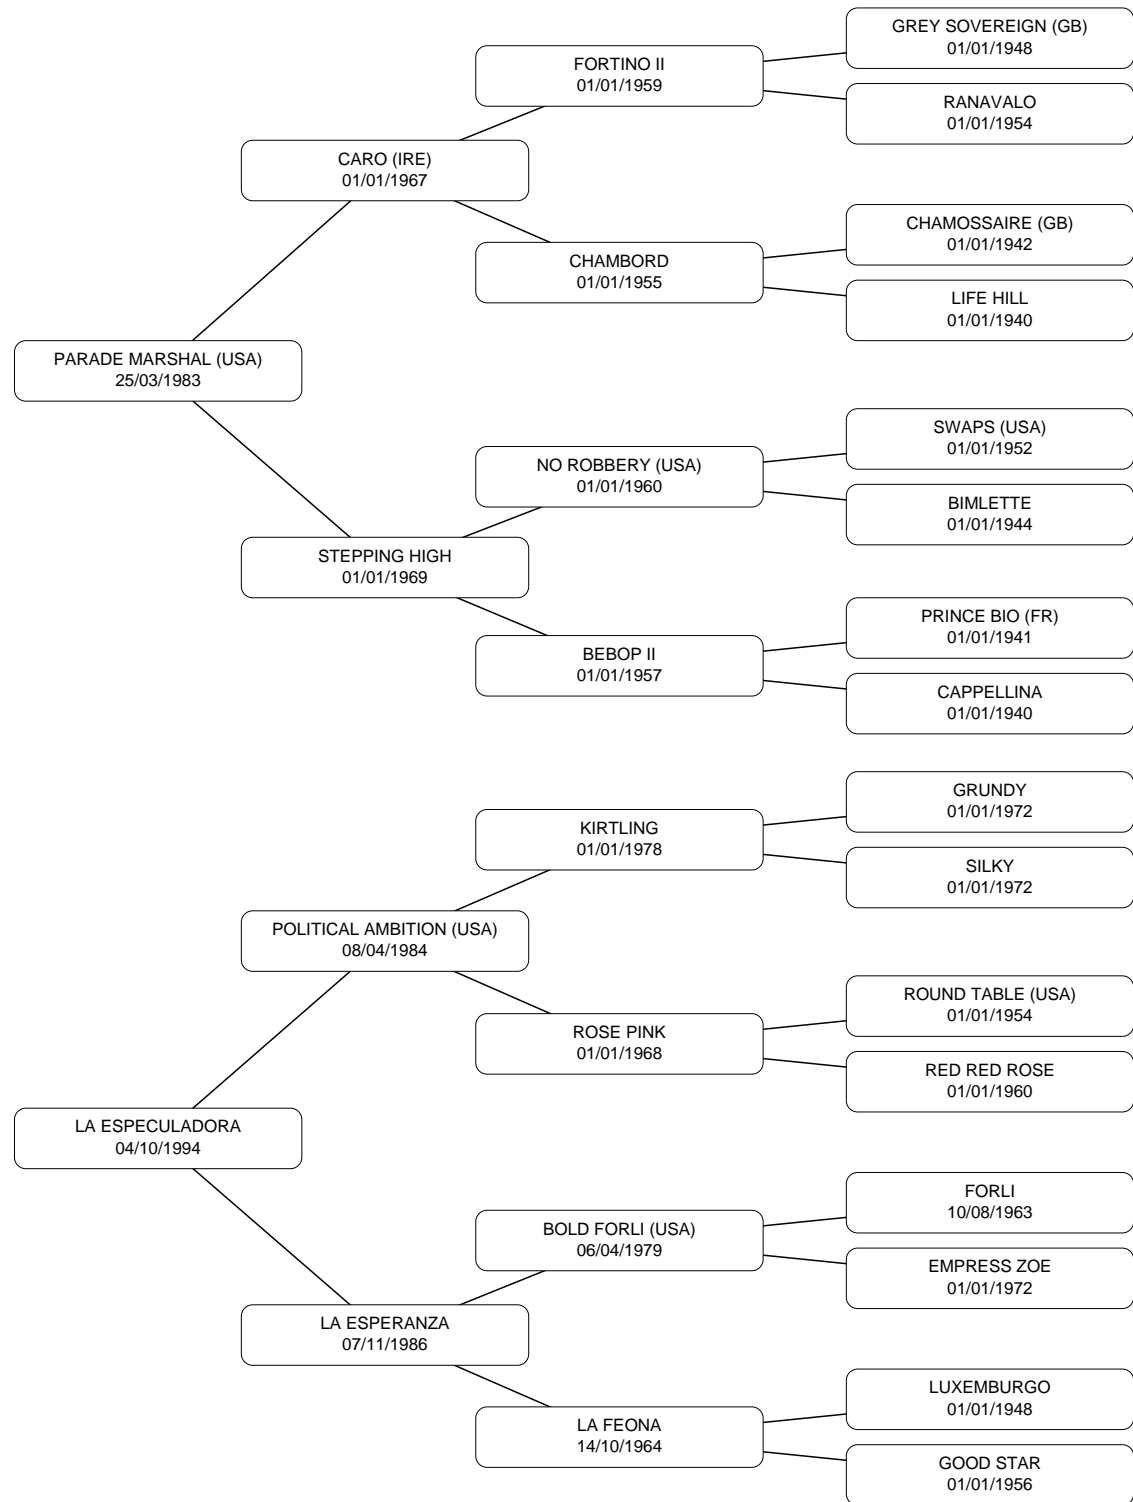 GREY SOVEREIGN (GB)
01/01/1948
FORTINO II
01/01/1959
RANAVALO
01/01/1954
CARO (IRE)
01/01/1967
CHAMOSSAIRE (GB)
01/01/1942
CHAMBORD
01/01/1955
LIFE HILL
01/01/1940
PARADE MARSHAL (USA)
25/03/1983
SWAPS (USA)
01/01/1952
NO ROBBERY (USA)
01/01/1960
BIMLETTE
01/01/1944
STEPPING HIGH
01/01/1969
PRINCE BIO (FR)
01/01/1941
BEBOP II
01/01/1957
CAPPELLINA
01/01/1940
GRUNDY
01/01/1972
KIRTLING
01/01/1978
SILKY
01/01/1972
POLITICAL AMBITION (USA)
08/04/1984
ROUND TABLE (USA)
01/01/1954
ROSE PINK
01/01/1968
RED RED ROSE
01/01/1960
LA ESPECULADORA
04/10/1994
FORLI
10/08/1963
BOLD FORLI (USA)
06/04/1979
EMPRESS ZOE
01/01/1972
LA ESPERANZA
07/11/1986
LUXEMBURGO
01/01/1948
LA FEONA
14/10/1964
GOOD STAR
01/01/1956